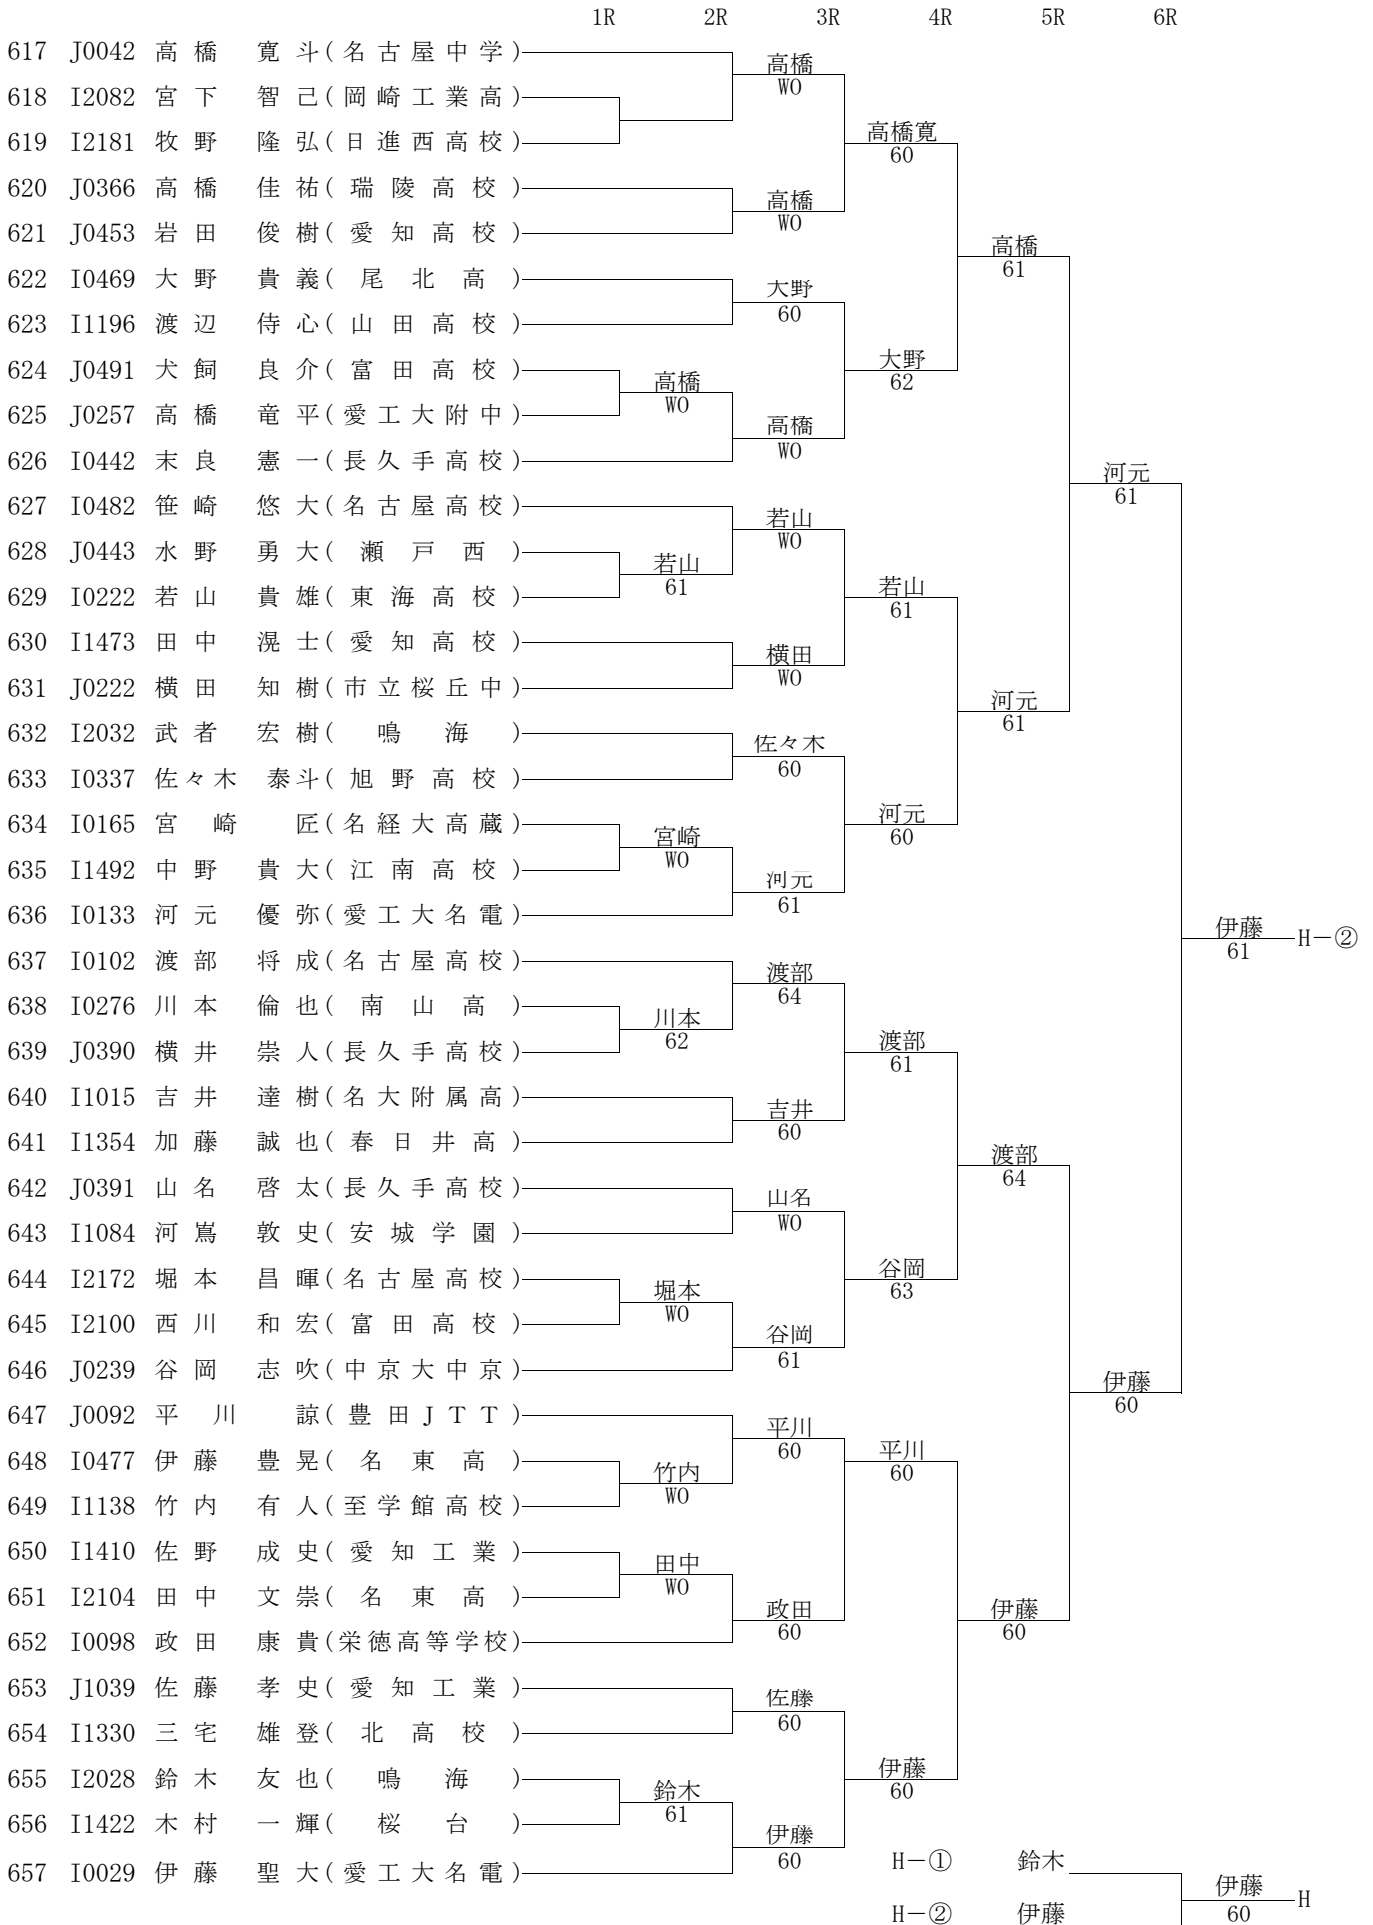 1R 2R 3R 4R 5R 6R
617 J0042 高橋 寛斗(名古屋中学)
高橋
WO
618 I2082 宮下 智己(岡崎工業高)
619 I2181 牧野 隆弘(日進西高校)
高橋寛
60
620 J0366 高橋 佳祐(瑞陵高校)
高橋
WO
621 J0453 岩田 俊樹(愛知高校)
高橋
61
622 I0469 大野 貴義(尾北高)
大野
60
623 I1196 渡辺 侍心(山田高校)
624 J0491 犬飼 良介(富田高校)
大野
62
高橋
WO
625 J0257 高橋 竜平(愛工大附中)
高橋
WO
626 I0442 末良 憲一(長久手高校)
河元
61
627 I0482 笹崎 悠大(名古屋高校)
若山
WO
628 J0443 水野 勇大(瀬戸西)
若山
61
629 I0222 若山 貴雄(東海高校)
若山
61
630 I1473 田中 滉士(愛知高校)
横田
WO
631 J0222 横田 知樹(市立桜丘中)
河元
61
632 I2032 武者 宏樹(鳴海)
佐々木
60
633 I0337 佐々木 泰斗(旭野高校)
634 I0165 宮崎 匠(名経大高蔵)
河元
60
宮崎
WO
635 I1492 中野 貴大(江南高校)
河元
61
636 I0133 河元 優弥(愛工大名電)
伊藤
61
H－②
637 I0102 渡部 将成(名古屋高校)
渡部
64
638 I0276 川本 倫也(南山高)
川本
62
639 J0390 横井 崇人(長久手高校)
渡部
61
640 I1015 吉井 達樹(名大附属高)
吉井
60
641 I1354 加藤 誠也(春日井高)
渡部
64
642 J0391 山名 啓太(長久手高校)
山名
WO
643 I1084 河嶌 敦史(安城学園)
644 I2172 堀本 昌暉(名古屋高校)
谷岡
63
堀本
WO
645 I2100 西川 和宏(富田高校)
谷岡
61
646 J0239 谷岡 志吹(中京大中京)
伊藤
60
647 J0092 平川 諒(豊田JTT)
平川
60
648 I0477 伊藤 豊晃(名東高)
平川
60
竹内
WO
649 I1138 竹内 有人(至学館高校)
650 I1410 佐野 成史(愛知工業)
田中
WO
651 I2104 田中 文崇(名東高)
政田
60
伊藤
60
652 I0098 政田 康貴(栄徳高等学校)
653 J1039 佐藤 孝史(愛知工業)
佐藤
60
654 I1330 三宅 雄登(北高校)
655 I2028 鈴木 友也(鳴海)
伊藤
60
鈴木
61
656 I1422 木村 一輝(桜台)
伊藤
60
657 I0029 伊藤 聖大(愛工大名電)
H－① 鈴木
伊藤
60
H
H－② 伊藤